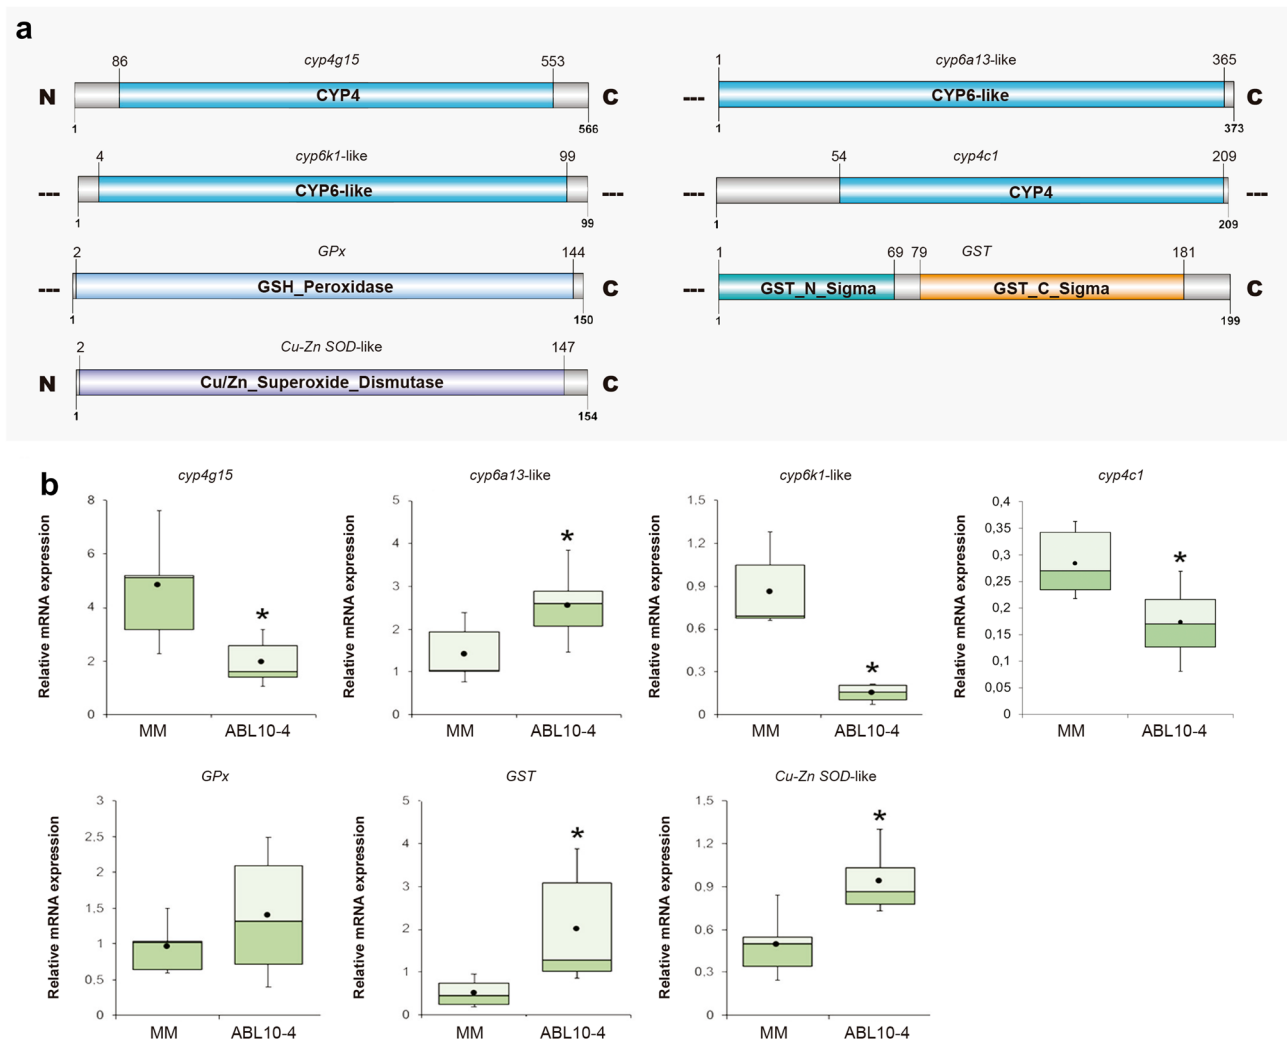 a
86 cyp4g15 553
N CYP4 C
1 566
1 cyp6a13-like 365
--- CYP6-like C
1 373
4 cyp6k1-like 99
--- CYP6-like ---
1 99
54 cyp4c1 209
--- CYP4 ---
1 209
2 GPx 144
--- GSH_Peroxidase C
1 150
1 69 79 GST 181
--- GST_N_Sigma GST_C_Sigma C
1 199
2 Cu-Zn SOD-like 147
N Cu/Zn_Superoxide_Dismutase C
1 154
b
cyp4g15
Relative mRNA expression
8
6
4
2
0
*
MM ABL10-4
cyp6a13-like
Relative mRNA expression
5
4
3
2
1
0
*
MM ABL10-4
cyp6k1-like
Relative mRNA expression
1.5
1.2
0.9
0.6
0.3
0
*
MM ABL10-4
cyp4c1
Relative mRNA expression
0,4
0,35
0,3
0,25
0,2
0,15
0,1
0,05
0
*
MM ABL10-4
GPx
Relative mRNA expression
3
2.5
2
1.5
1
0.5
0
MM ABL10-4
GST
Relative mRNA expression
5
4
3
2
1
0
*
MM ABL10-4
Cu-Zn SOD-like
Relative mRNA expression
1.5
1.2
0.9
0.6
0.3
0
*
MM ABL10-4